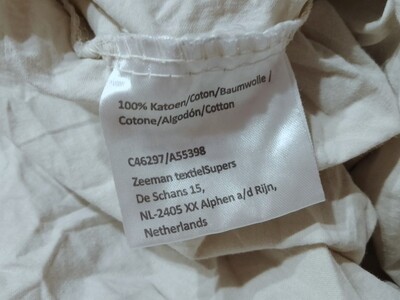 100% Katoen/Coton/Baumwolle/
Cotone/Algodón/Cotton
C46297/A55398
Zeeman textielSupers
De Schans 15,
NL-2405 XX Alphen a/d Rijn,
Netherlands